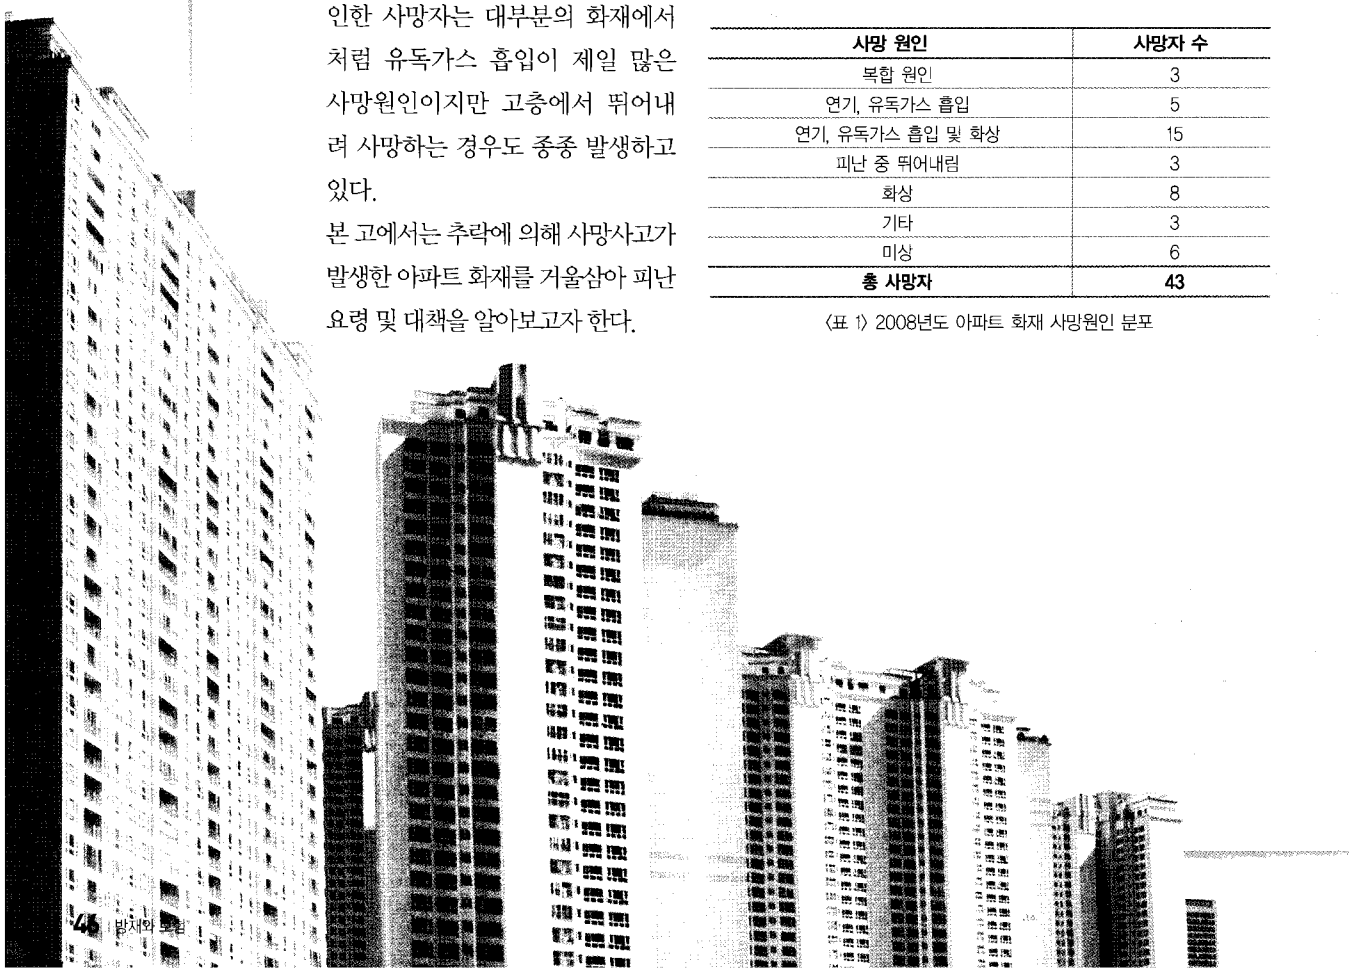 인한 사망자는 대부분의 화재에서
처럼 유독가스 흡입이 제일 많은
사망원인이지만 고층에서 뛰어내
려 사망하는 경우도 종종 발생하고
있다.
본 고에서는 추락에 의해 사망사고가
발생한 아파트 화재를 거울삼아 피난
요령 및 대책을 알아보고자 한다.
사망 원인 사망자 수
복합 원인 3
연기, 유독가스 흡입 5
연기, 유독가스 흡입 및 화상 15
피난 중 뛰어내림 3
화상 8
기타 3
미상 6
총 사망자 43
〈표 1〉 2008년도 아파트 화재 사망원인 분포
46 방재와 보험